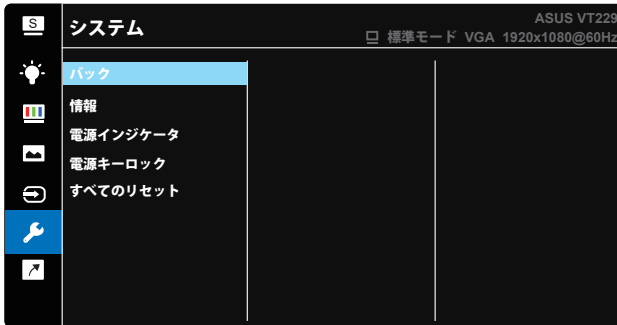 S
システム
ASUS VT229
標準モード VGA 1920x1080@60Hz
バック
情報
電源インジケータ
電源キーロック
すべてのリセット